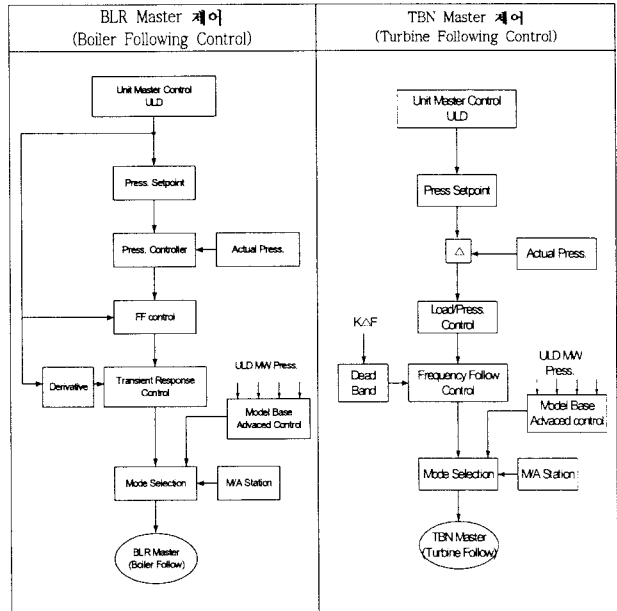 BLR Master 제어
(Boiler Following Control)
Unit Master Control
ULD
Press. Setpoint
Press. Controller
Actual Press.
FF control
ULD MW Press.
Derivative
Transient Response
Control
Model Base
Advaced Control
Mode Selection
M/A Station
BLR Master
(Boiler Follow)
TBN Master 제어
(Turbine Following Control)
Unit Master Control
ULD
Press Setpoint
△
Actual Press.
Load/Press.
Control
K△F
ULD MW
Press.
Dead
Band
Frequency Follow
Control
Model Base
Advaced control
Mode Selection
M/A Station
TBN Master
(Turbine Follow)